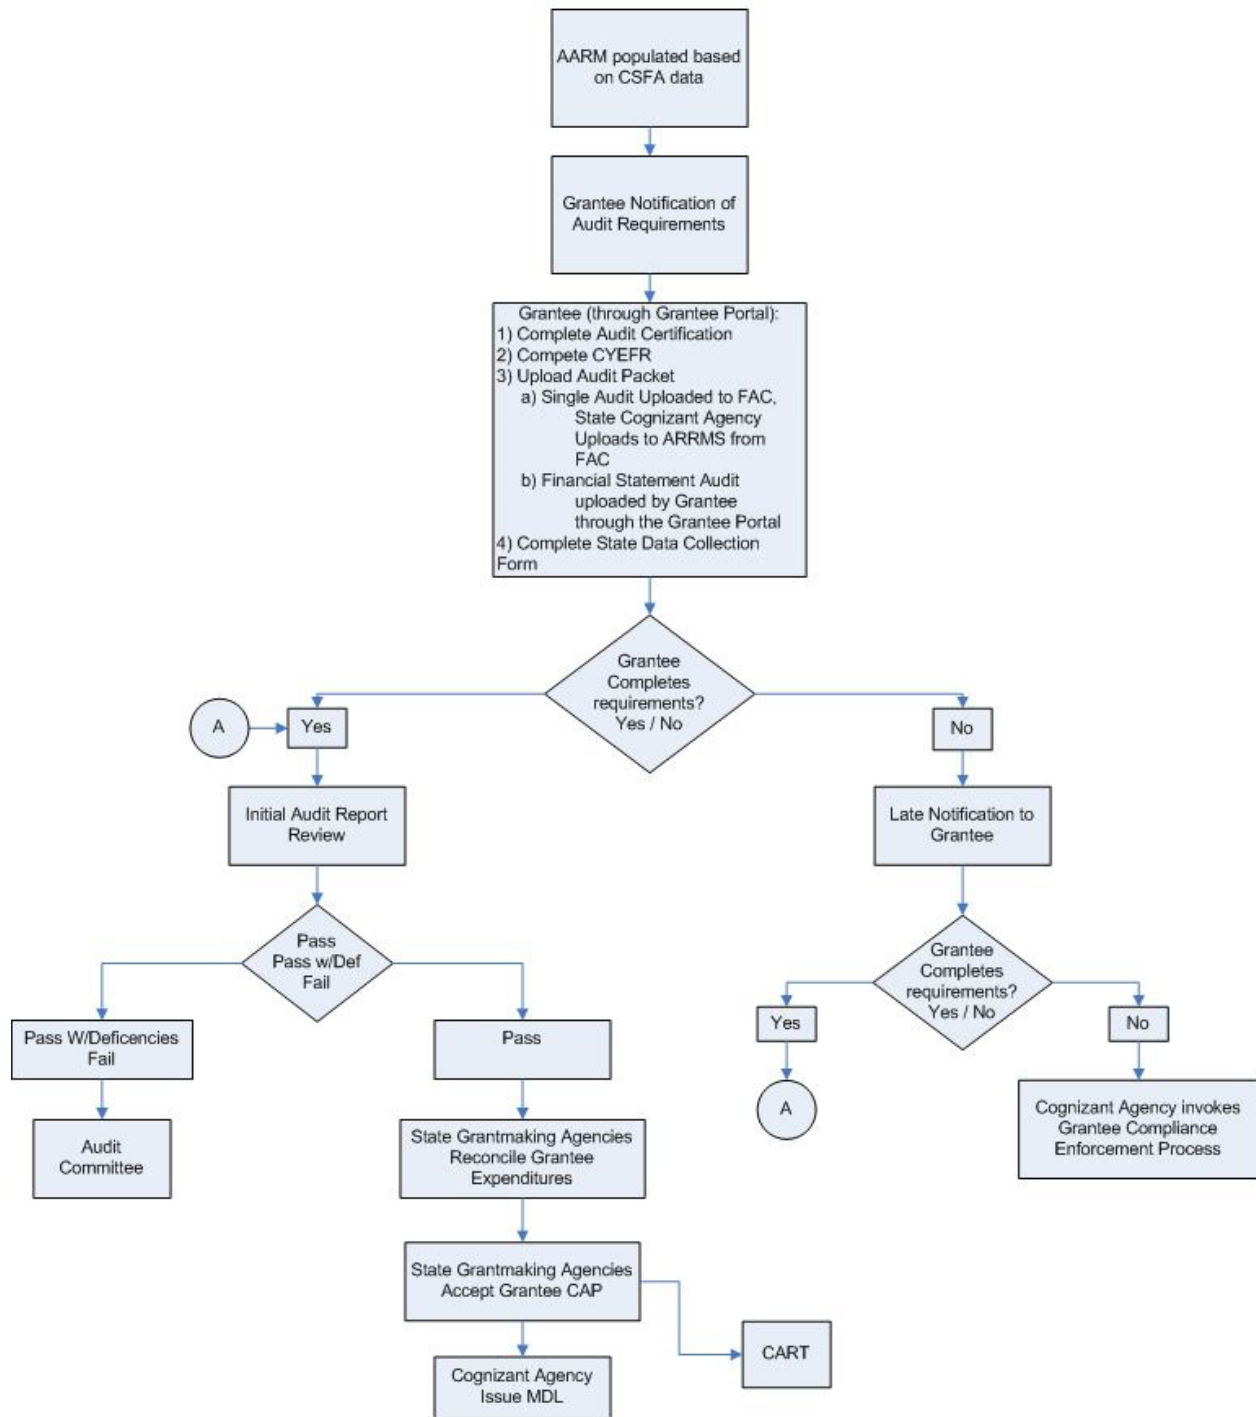 AARM populated based
on CSFA data
Grantee Notification of
Audit Requirements
Grantee (through Grantee Portal):
1) Complete Audit Certification
2) Compete CYEFR
3) Upload Audit Packet
a) Single Audit Uploaded to FAC,
State Cognizant Agency
Uploads to ARRMS from
FAC
b) Financial Statement Audit
uploaded by Grantee
through the Grantee Portal
4) Complete State Data Collection
Form
Grantee
Completes
requirements?
Yes / No
A
Yes
No
Initial Audit Report
Review
Late Notification to
Grantee
Pass
Pass w/Def
Fail
Grantee
Completes
requirements?
Yes / No
Pass W/Deficencies
Fail
Pass
Yes
No
Audit
Committee
State Grantmaking Agencies
Reconcile Grantee
Expenditures
A
Cognizant Agency invokes
Grantee Compliance
Enforcement Process
State Grantmaking Agencies
Accept Grantee CAP
CART
Cognizant Agency
Issue MDL